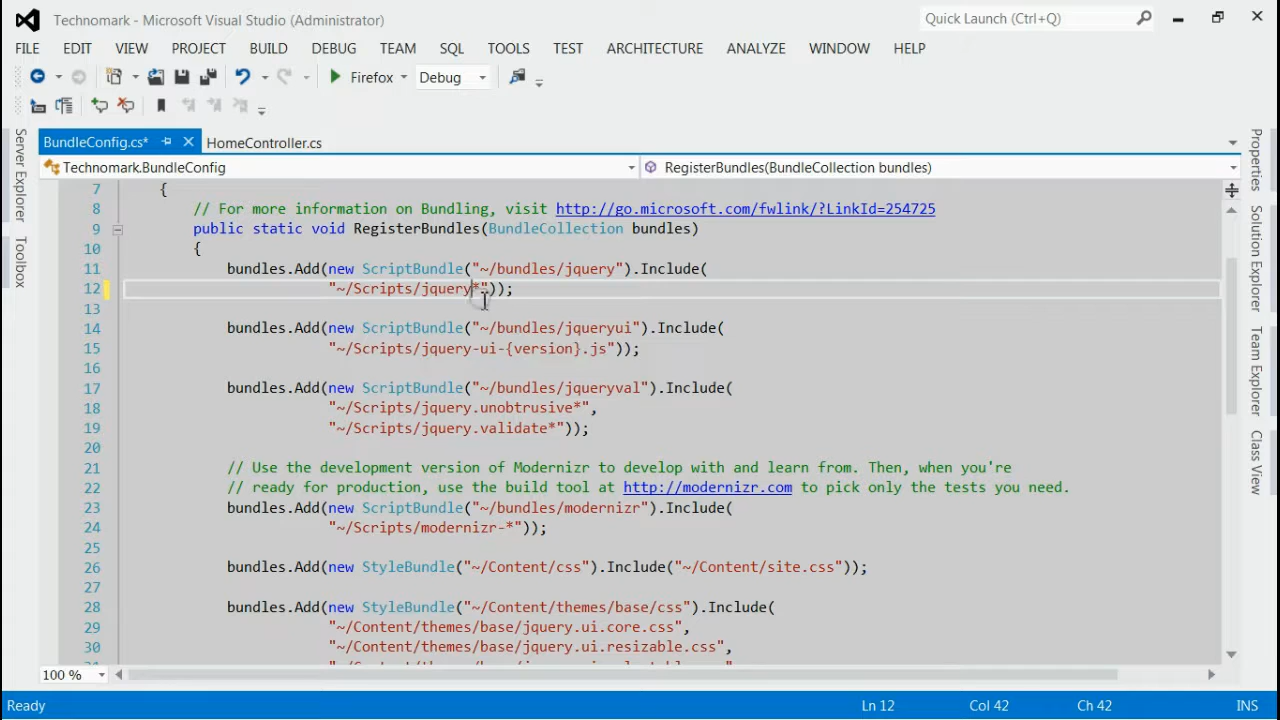 Technomark - Microsoft Visual Studio (Administrator)
Quick Launch (Ctrl+Q)
FILE EDIT VIEW PROJECT BUILD DEBUG TEAM SQL TOOLS TEST ARCHITECTURE ANALYZE WINDOW HELP
Firefox Debug
BundleConfig.cs* HomeController.cs
Technomark.BundleConfig RegisterBundles(BundleCollection bundles)
Server Explorer
Toolbox
Properties
Solution Explorer
Team Explorer
Class View
7 {
8 // For more information on Bundling, visit http://go.microsoft.com/fwlink/?LinkId=254725
9 public static void RegisterBundles(BundleCollection bundles)
10 {
11 bundles.Add(new ScriptBundle("~/bundles/jquery").Include(
12 "~/Scripts/jquery*"));
13
14 bundles.Add(new ScriptBundle("~/bundles/jqueryui").Include(
15 "~/Scripts/jquery-ui-{version}.js"));
16
17 bundles.Add(new ScriptBundle("~/bundles/jqueryval").Include(
18 "~/Scripts/jquery.unobtrusive*",
19 "~/Scripts/jquery.validate*"));
20
21 // Use the development version of Modernizr to develop with and learn from. Then, when you're
22 // ready for production, use the build tool at http://modernizr.com to pick only the tests you need.
23 bundles.Add(new ScriptBundle("~/bundles/modernizr").Include(
24 "~/Scripts/modernizr-*"));
25
26 bundles.Add(new StyleBundle("~/Content/css").Include("~/Content/site.css"));
27
28 bundles.Add(new StyleBundle("~/Content/themes/base/css").Include(
29 "~/Content/themes/base/jquery.ui.core.css",
30 "~/Content/themes/base/jquery.ui.resizable.css",
100 %
Ready Ln 12 Col 42 Ch 42 INS